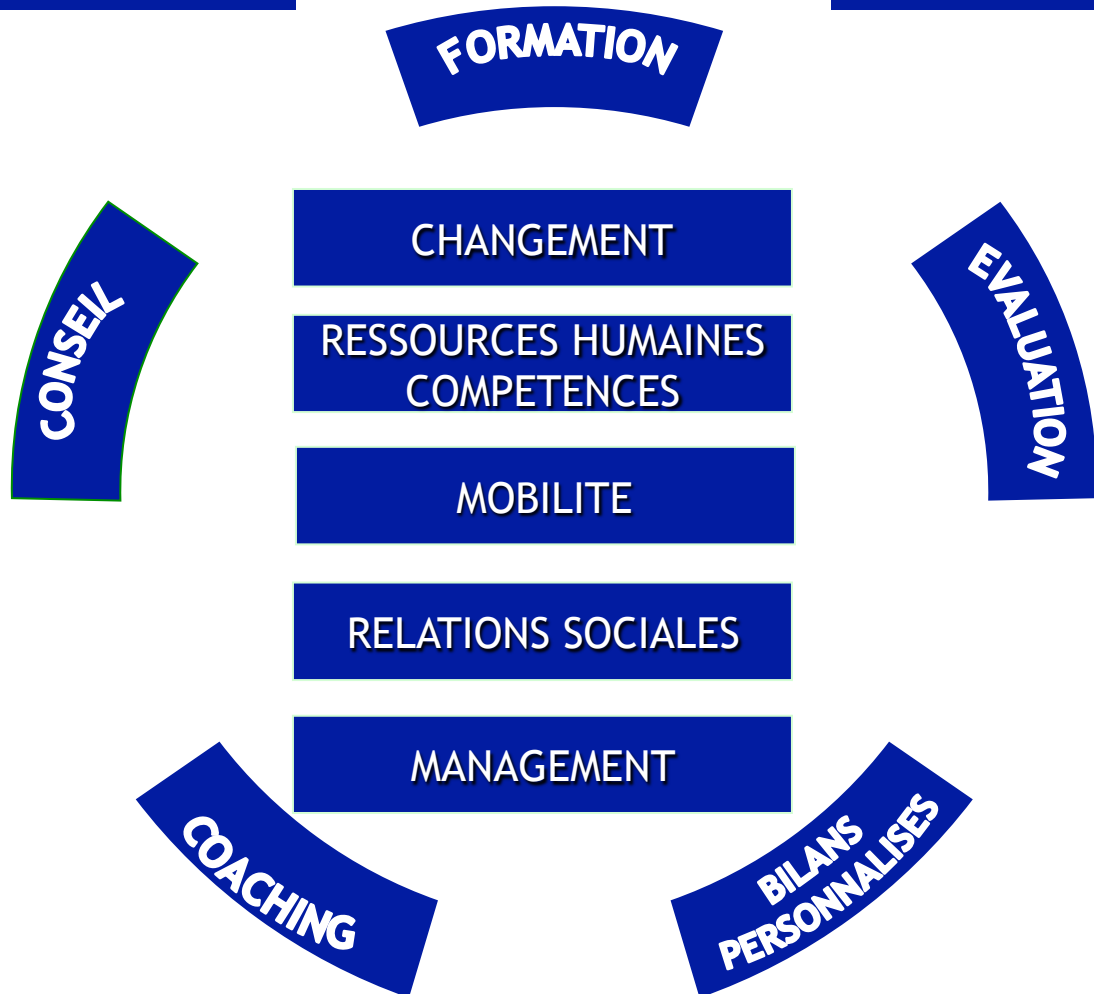 FORMATION
CHANGEMENT
CONSEIL
EVALUATION
RESSOURCES HUMAINES
COMPETENCES
MOBILITE
RELATIONS SOCIALES
MANAGEMENT
COACHING
BILANS
PERSONNALISES